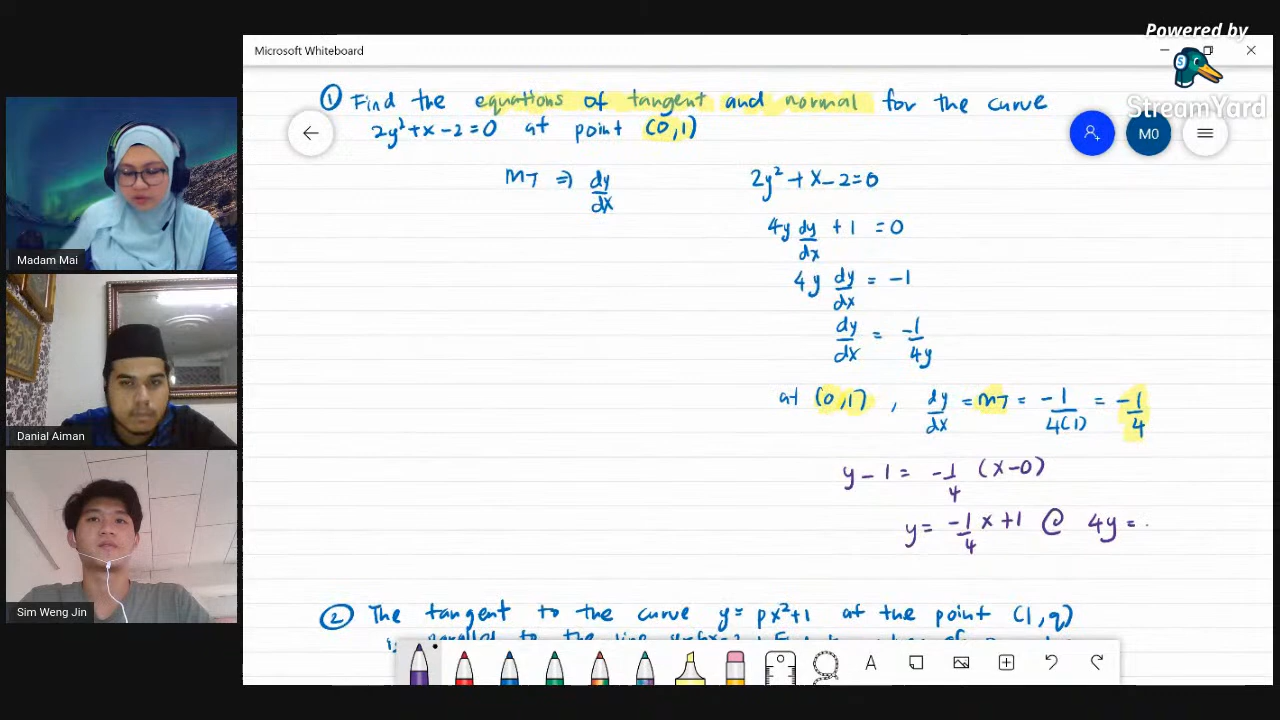 Powered by
StreamYard
Microsoft Whiteboard
① Find the equations of tangent and normal for the curve
2y²+x-2=0 at point (0,1)
M0
mT ⇒ dy/dx
2y² + x - 2 = 0
4y dy/dx + 1 = 0
4y dy/dx = -1
dy/dx = -1/4y
at (0,1), dy/dx = mT = -1/4(1) = -1/4
y - 1 = -1/4 (x-0)
y = -1/4 x + 1 @ 4y =
② The tangent to the curve y = px²+1 at the point (1,q)
parallel to the line
A
Madam Mai
Danial Aiman
Sim Weng Jin